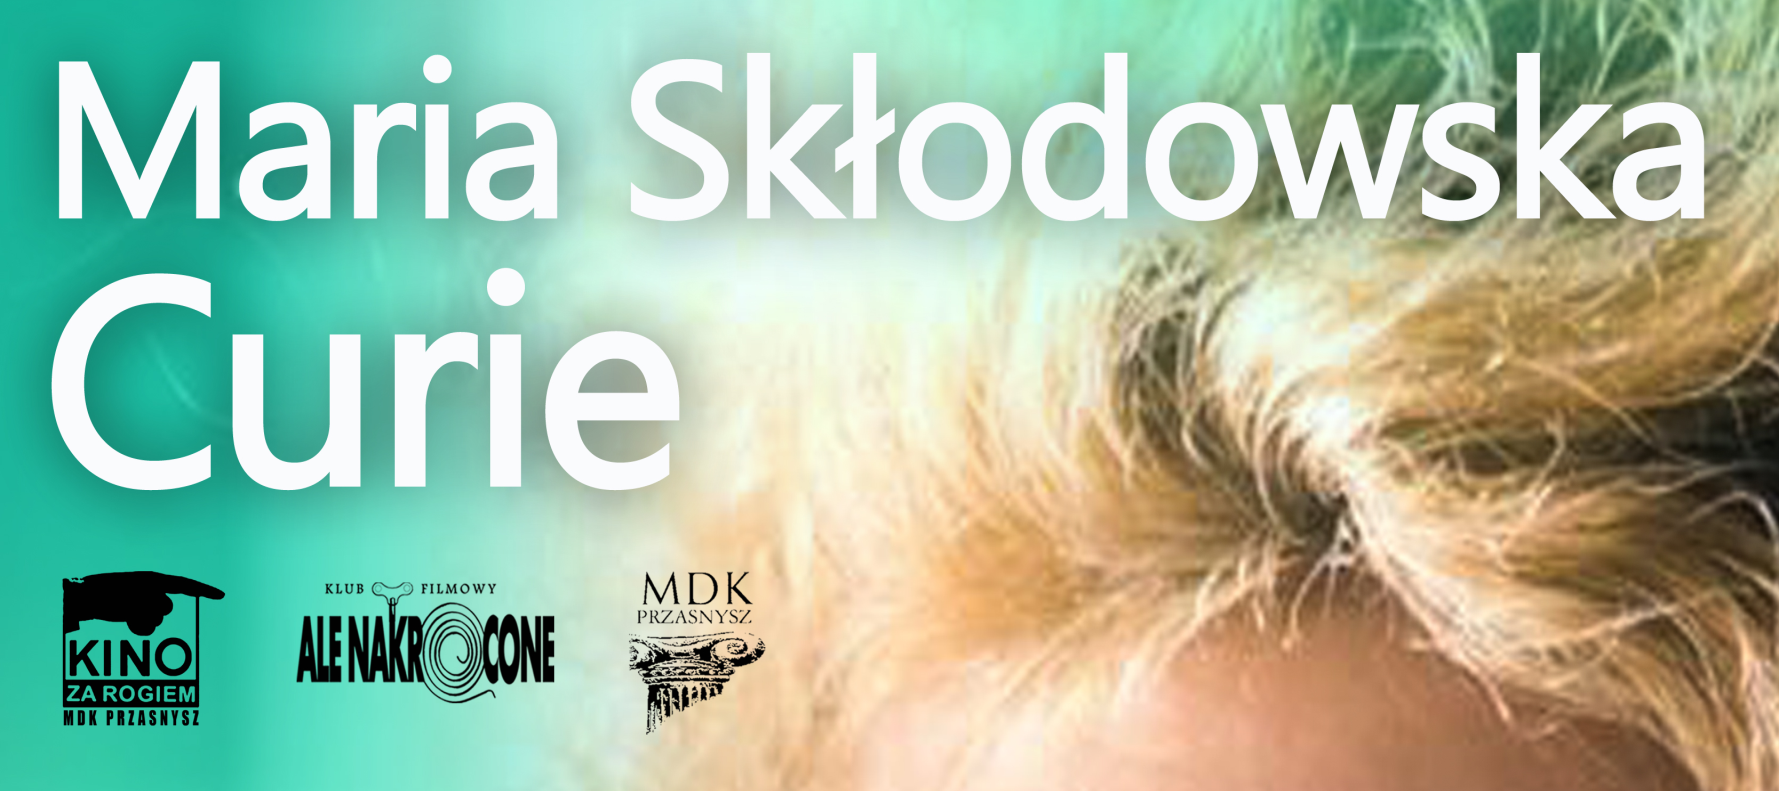 Maria Skłodowska
Curie
KINO
ZA ROGIEM
MDK PRZASNYSZ
KLUB FILMOWY
ALE NAKRĘCONE
MDK
PRZASNYSZ